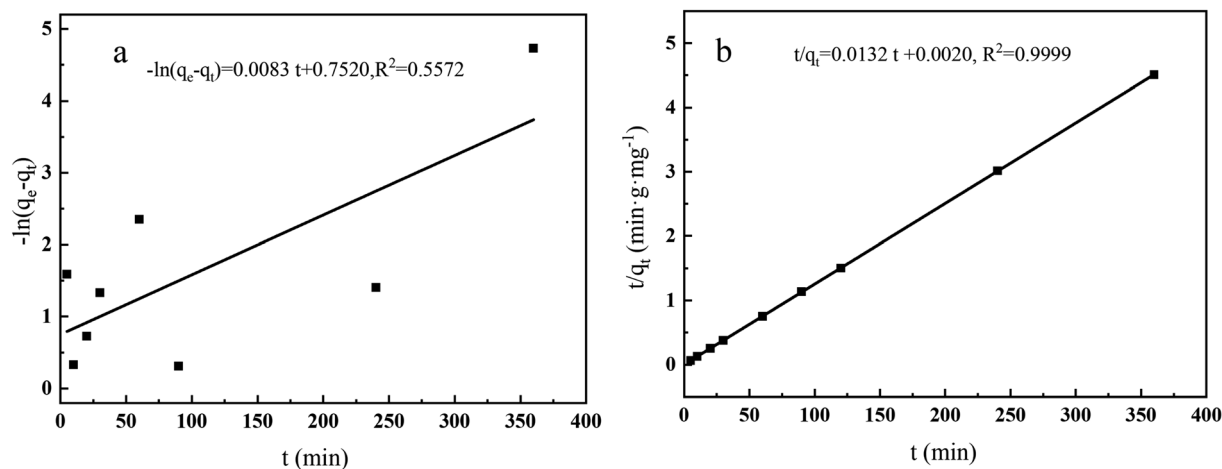 a
-ln(qₑ-qₜ)=0.0083 t+0.7520,R²=0.5572
-ln(qₑ-qₜ)
5
4
3
2
1
0
0 50 100 150 200 250 300 350 400
t (min)
b
t/qₜ=0.0132 t +0.0020, R²=0.9999
t/qₜ (min·g·mg⁻¹)
5
4
3
2
1
0
0 50 100 150 200 250 300 350 400
t (min)